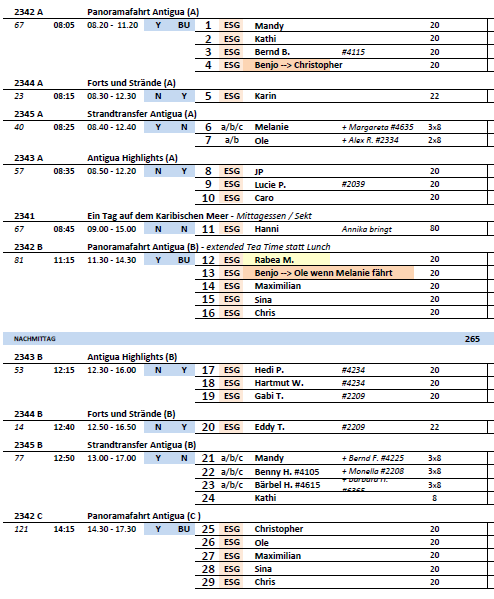 2342 A Panoramafahrt Antigua (A)
67 08:05 08.20 - 11.20 Y BU 1 ESG Mandy 20
2 ESG Kathi 20
3 ESG Bernd B. #4115 20
4 ESG Benjo --> Christopher 20
2344 A Forts und Strände (A)
23 08:15 08.30 - 12.30 N Y 5 ESG Karin 22
2345 A Strandtransfer Antigua (A)
40 08:25 08.40 - 12.40 Y N 6 a/b/c Melanie + Margareta #4635 3x8
7 a/b Ole + Alex R. #2334 2x8
2343 A Antigua Highlights (A)
57 08:35 08.50 - 12.20 N Y 8 ESG JP 20
9 ESG Lucie P. #2039 20
10 ESG Caro 20
2341 Ein Tag auf dem Karibischen Meer - Mittagessen / Sekt
67 08:45 09.00 - 15.00 N N 11 ESG Hanni Annika bringt 80
2342 B Panoramafahrt Antigua (B) - extended Tea Time statt Lunch
81 11:15 11.30 - 14.30 Y BU 12 ESG Rabea M. 20
13 ESG Benjo --> Ole wenn Melanie fährt 20
14 ESG Maximilian 20
15 ESG Sina 20
16 ESG Chris 20
NACHMITTAG 265
2343 B Antigua Highlights (B)
53 12:15 12.30 - 16.00 N Y 17 ESG Hedi P. #4234 20
18 ESG Hartmut W. #4234 20
19 ESG Gabi T. #2209 20
2344 B Forts und Strände (B)
14 12:40 12.50 - 16.50 N Y 20 ESG Eddy T. #2209 22
2345 B Strandtransfer Antigua (B)
77 12:50 13.00 - 17.00 Y N 21 a/b/c Mandy + Bernd F. #4225 3x8
22 a/b/c Benny H. #4105 + Monella #2208 3x8
23 a/b/c Bärbel H. #4615 3x8
24 Kathi 8
2342 C Panoramafahrt Antigua (C )
121 14:15 14.30 - 17.30 Y BU 25 ESG Christopher 20
26 ESG Ole 20
27 ESG Maximilian 20
28 ESG Sina 20
29 ESG Chris 20